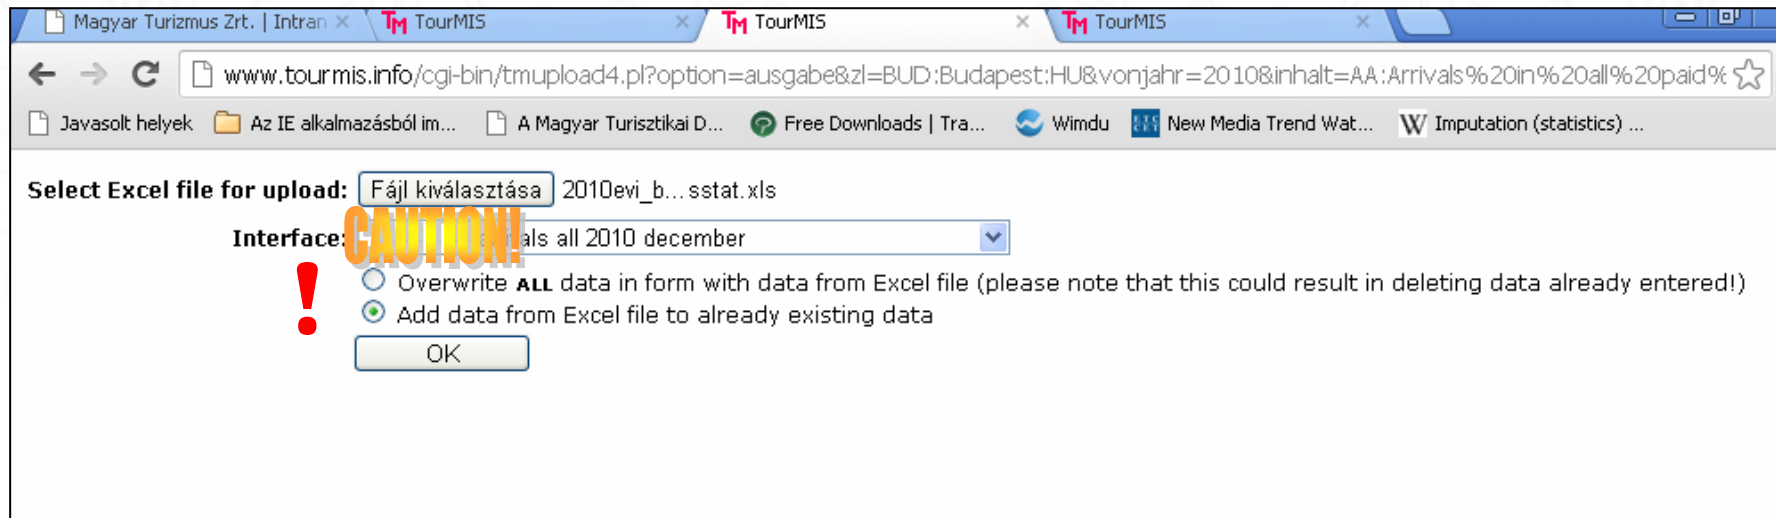 Magyar Turizmus Zrt. | Intran
TM TourMIS
TM TourMIS
TM TourMIS
www.tourmis.info/cgi-bin/tmupload4.pl?option=ausgabe&zl=BUD:Budapest:HU&vonjahr=2010&inhalt=AA:Arrivals%20in%20all%20paid%
Javasolt helyek
Az IE alkalmazásból im...
A Magyar Turisztikai D...
Free Downloads | Tra...
Wimdu
New Media Trend Wat...
W Imputation (statistics) ...
Select Excel file for upload: Fájl kiválasztása 2010evi_b...sstat.xls
CAUTION!
Interface: als all 2010 december
! Overwrite ALL data in form with data from Excel file (please note that this could result in deleting data already entered!)
Add data from Excel file to already existing data
OK